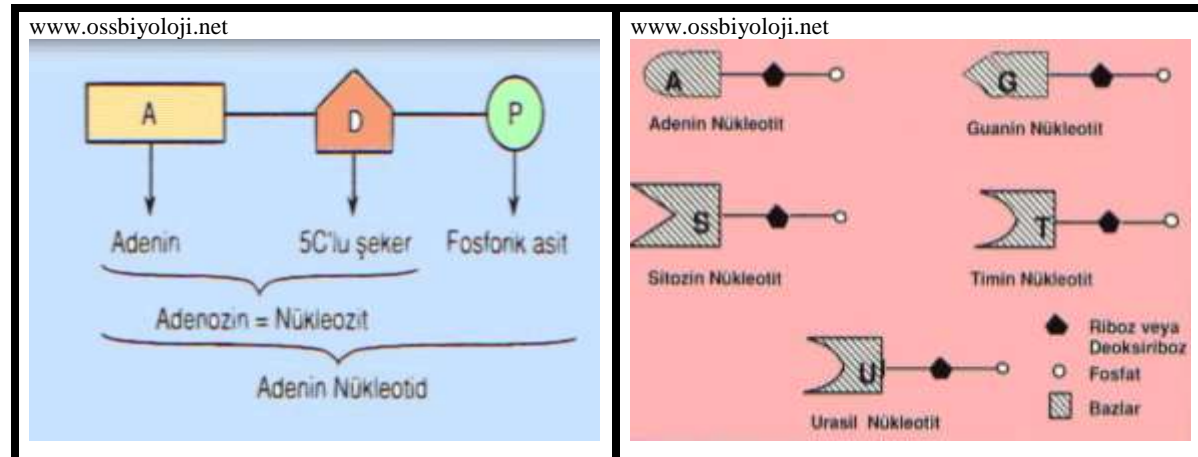 www.ossbiyoloji.net
A D P
Adenin 5C'lu şeker Fosforik asit
Adenozin = Nükleozit
Adenin Nükleotid
www.ossbiyoloji.net
A G
Adenin Nükleotit Guanin Nükleotit
S T
Sitozin Nükleotit Timin Nükleotit
U
Urasil Nükleotit
Riboz veya
Deoksiriboz
Fosfat
Bazlar